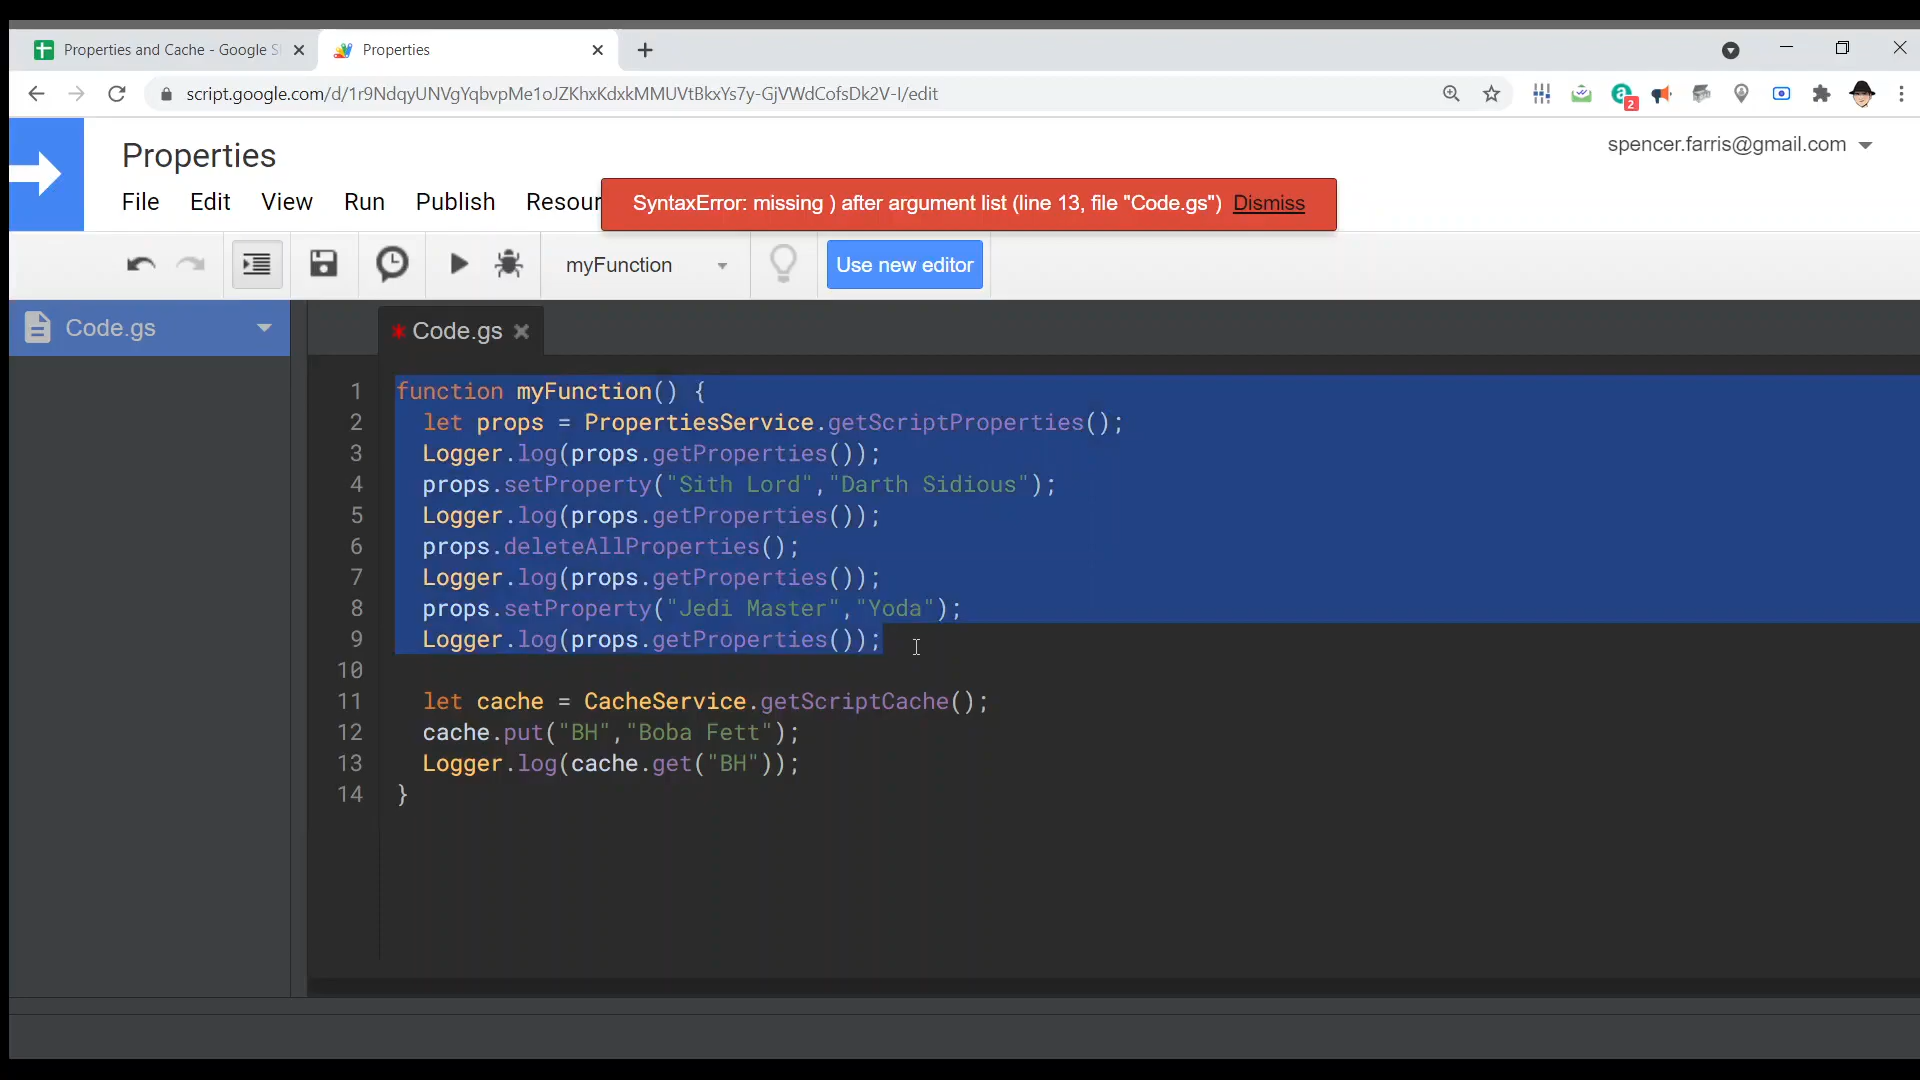 Properties and Cache - Google S
Properties
script.google.com/d/1r9NdqyUNVgYqbvpMe1oJZKhxKdxkMMUVtBkxYs7y-GjVWdCofsDk2V-I/edit
2
Properties
spencer.farris@gmail.com
File Edit View Run Publish Resour
SyntaxError: missing ) after argument list (line 13, file "Code.gs") Dismiss
myFunction
Use new editor
Code.gs
* Code.gs
1 function myFunction() {
2 let props = PropertiesService.getScriptProperties();
3 Logger.log(props.getProperties());
4 props.setProperty("Sith Lord","Darth Sidious");
5 Logger.log(props.getProperties());
6 props.deleteAllProperties();
7 Logger.log(props.getProperties());
8 props.setProperty("Jedi Master","Yoda");
9 Logger.log(props.getProperties());
10
11 let cache = CacheService.getScriptCache();
12 cache.put("BH","Boba Fett");
13 Logger.log(cache.get("BH"));
14 }